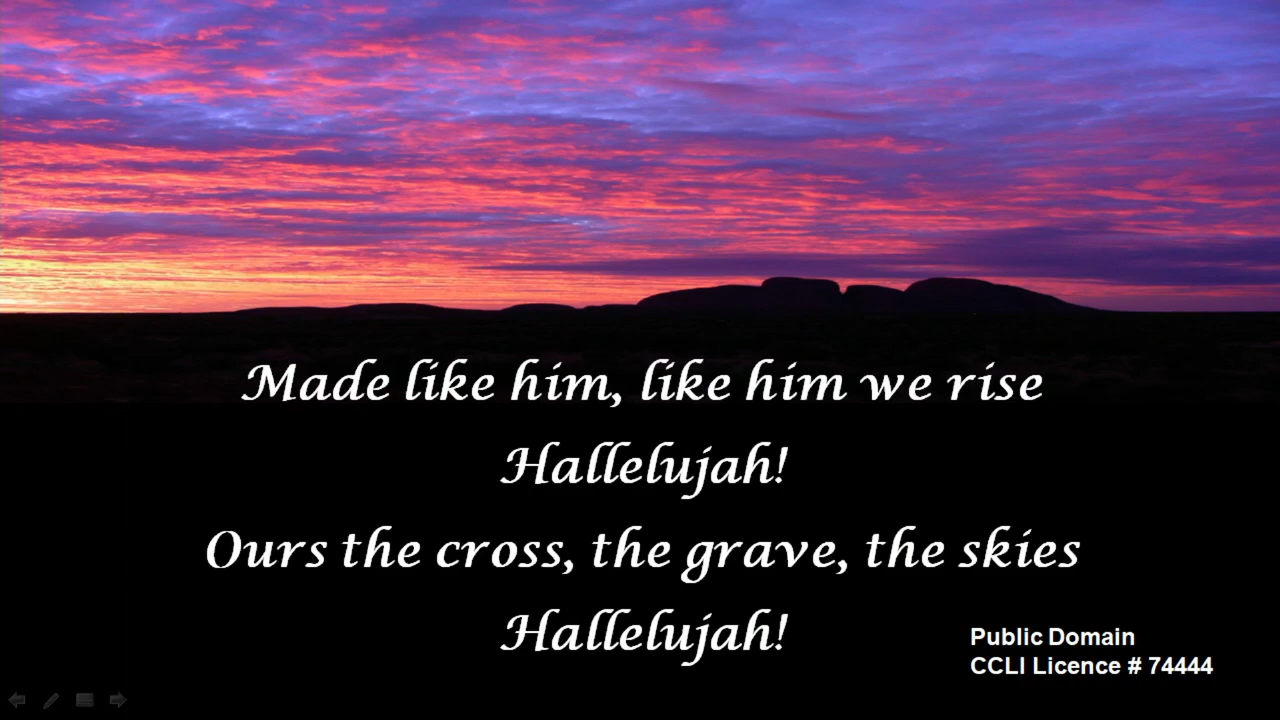 Made like him, like him we rise
Hallelujah!
Ours the cross, the grave, the skies
Hallelujah!
Public Domain
CCLI Licence # 74444